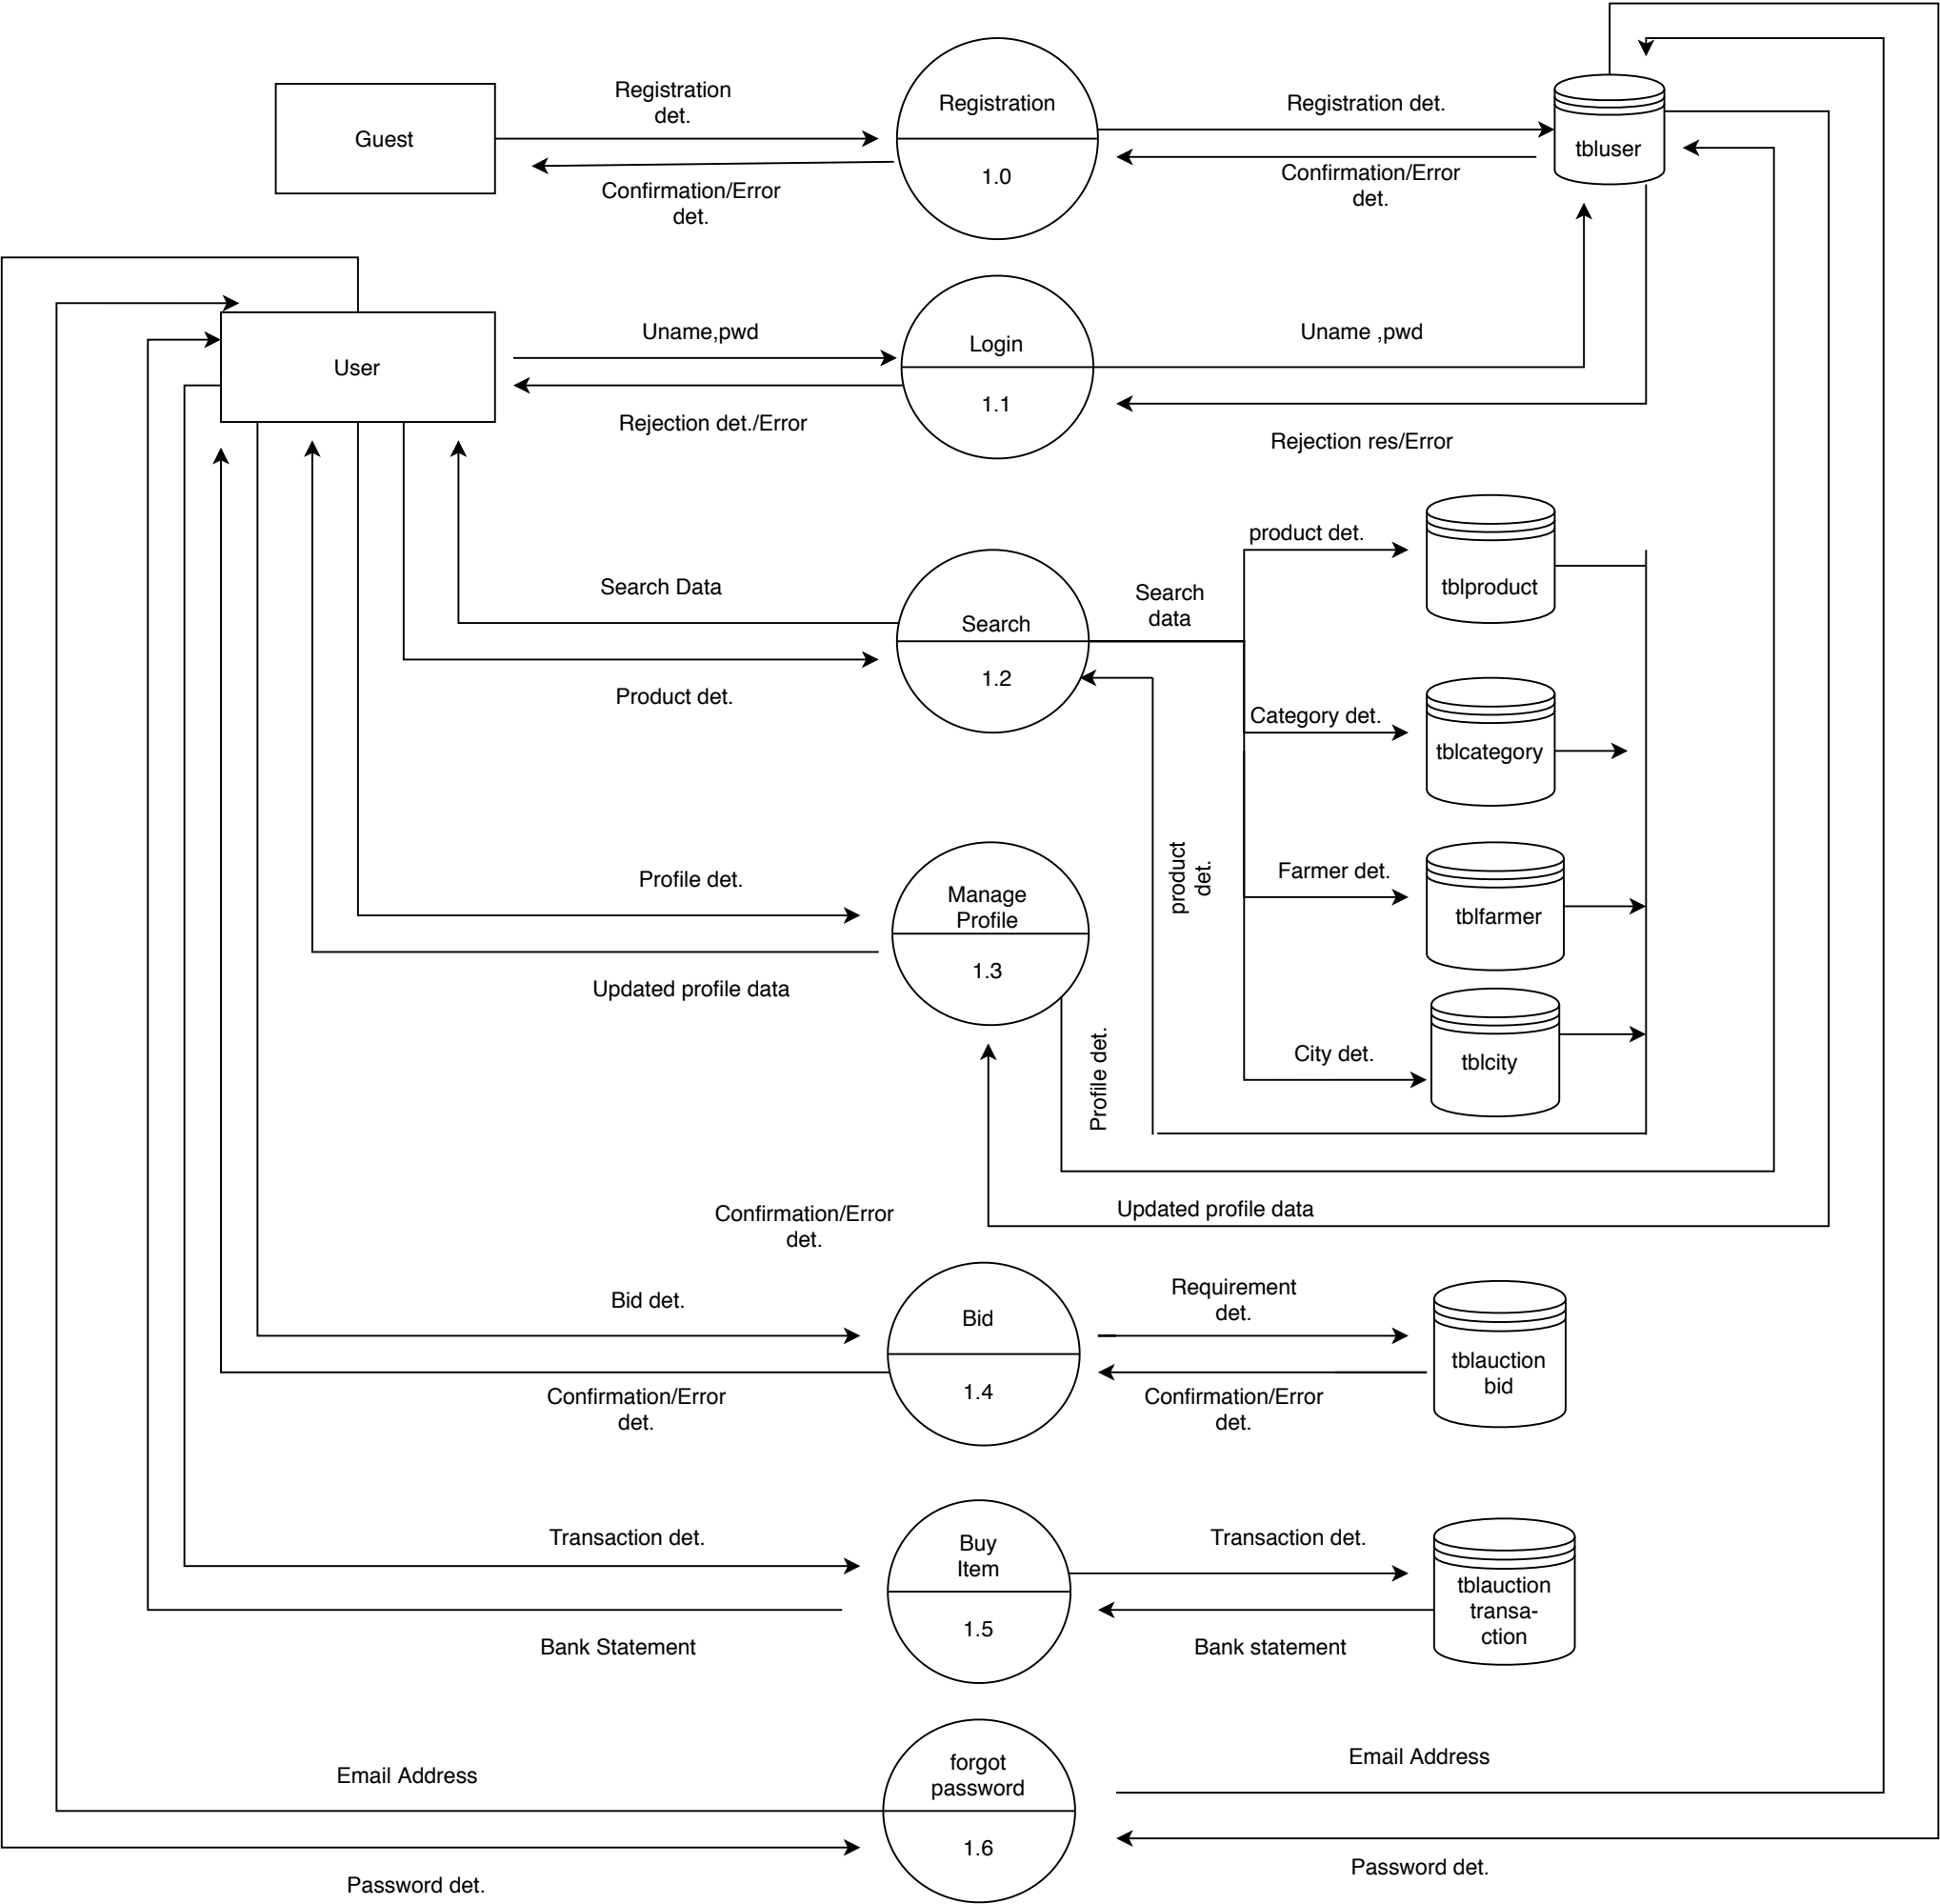 Registration
det.
Guest
Confirmation/Error
det.
Registration
1.0
Registration det.
Confirmation/Error
det.
tbluser
User
Uname,pwd
Rejection det./Error
Login
1.1
Uname ,pwd
Rejection res/Error
Search Data
Product det.
Search
1.2
Search
data
product det.
tblproduct
Category det.
tblcategory
product
det.
Farmer det.
tblfarmer
City det.
tblcity
Profile det.
Updated profile data
Manage
Profile
1.3
Profile det.
Updated profile data
Confirmation/Error
det.
Bid det.
Confirmation/Error
det.
Bid
1.4
Requirement
det.
Confirmation/Error
det.
tblauction
bid
Transaction det.
Bank Statement
Buy
Item
1.5
Transaction det.
Bank statement
tblauction
transa-
ction
Email Address
Password det.
forgot
password
1.6
Email Address
Password det.